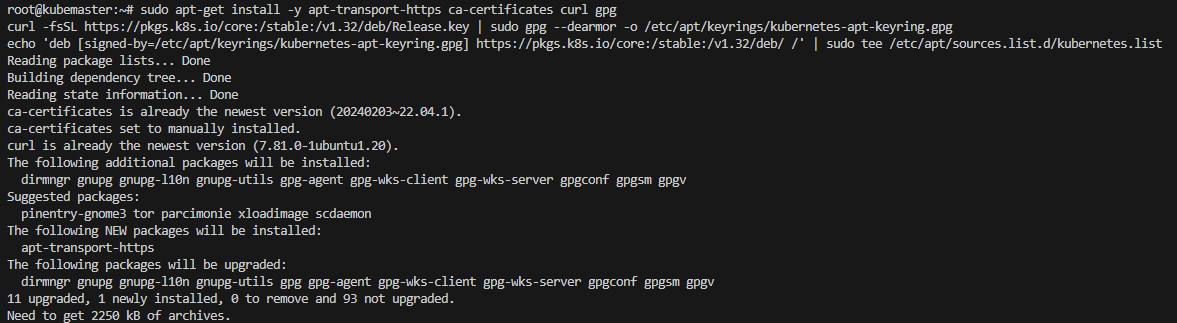 root@kubemaster:~# sudo apt-get install -y apt-transport-https ca-certificates curl gpg
curl -fsSL https://pkgs.k8s.io/core:/stable:/v1.32/deb/Release.key | sudo gpg --dearmor -o /etc/apt/keyrings/kubernetes-apt-keyring.gpg
echo 'deb [signed-by=/etc/apt/keyrings/kubernetes-apt-keyring.gpg] https://pkgs.k8s.io/core:/stable:/v1.32/deb/ /' | sudo tee /etc/apt/sources.list.d/kubernetes.list
Reading package lists... Done
Building dependency tree... Done
Reading state information... Done
ca-certificates is already the newest version (20240203~22.04.1).
ca-certificates set to manually installed.
curl is already the newest version (7.81.0-1ubuntu1.20).
The following additional packages will be installed:
  dirmngr gnupg gnupg-l10n gnupg-utils gpg-agent gpg-wks-client gpg-wks-server gpgconf gpgsm gpgv
Suggested packages:
  pinentry-gnome3 tor parcimonie xloadimage scdaemon
The following NEW packages will be installed:
  apt-transport-https
The following packages will be upgraded:
  dirmngr gnupg gnupg-l10n gnupg-utils gpg gpg-agent gpg-wks-client gpg-wks-server gpgconf gpgsm gpgv
11 upgraded, 1 newly installed, 0 to remove and 93 not upgraded.
Need to get 2250 kB of archives.